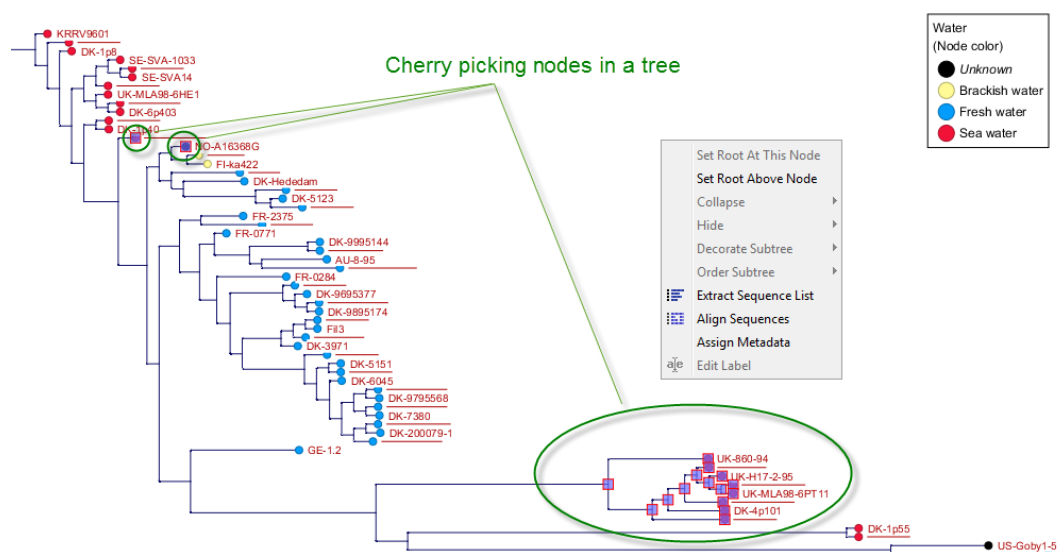 KRRV9601
DK-1p8
SE-SVA-1033
SE-SVA14
UK-MLA98-6HE1
DK-6p403
DK-1p40
NO-A16368G
FI-ka422
DK-Hededam
DK-5123
FR-2375
FR-0771
DK-9995144
AU-8-95
FR-0284
DK-9695377
DK-9895174
FiI3
DK-3971
DK-5151
DK-6045
DK-9795568
DK-7380
DK-200079-1
GE-1.2
UK-860-94
UK-H17-2-95
UK-MLA98-6PT11
DK-4p101
DK-1p55
US-Goby1-5
Cherry picking nodes in a tree
Water
(Node color)
Unknown
Brackish water
Fresh water
Sea water
Set Root At This Node
Set Root Above Node
Collapse
Hide
Decorate Subtree
Order Subtree
Extract Sequence List
Align Sequences
Assign Metadata
Edit Label